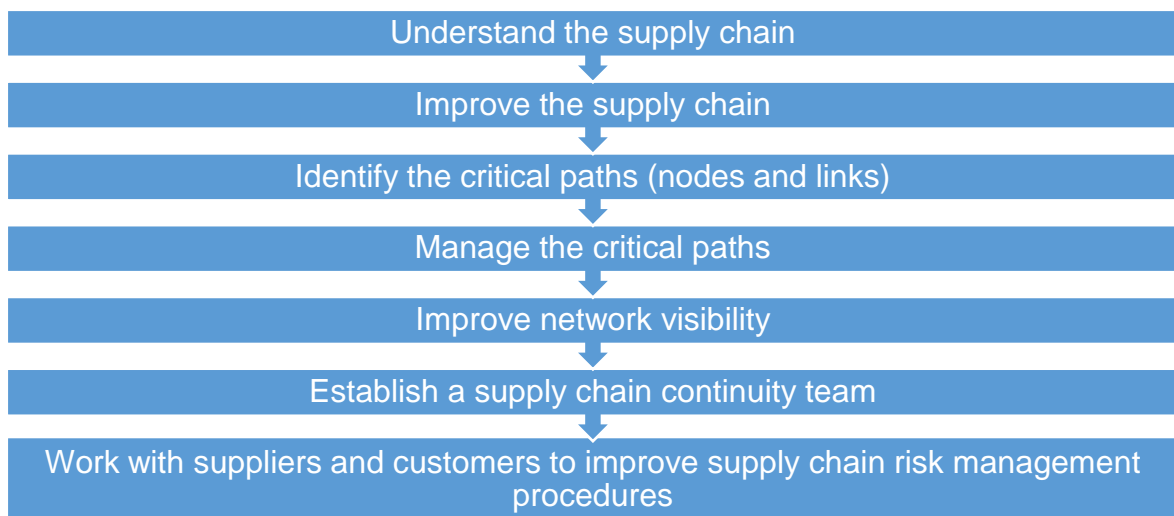 Understand the supply chain
Improve the supply chain
Identify the critical paths (nodes and links)
Manage the critical paths
Improve network visibility
Establish a supply chain continuity team
Work with suppliers and customers to improve supply chain risk management
procedures